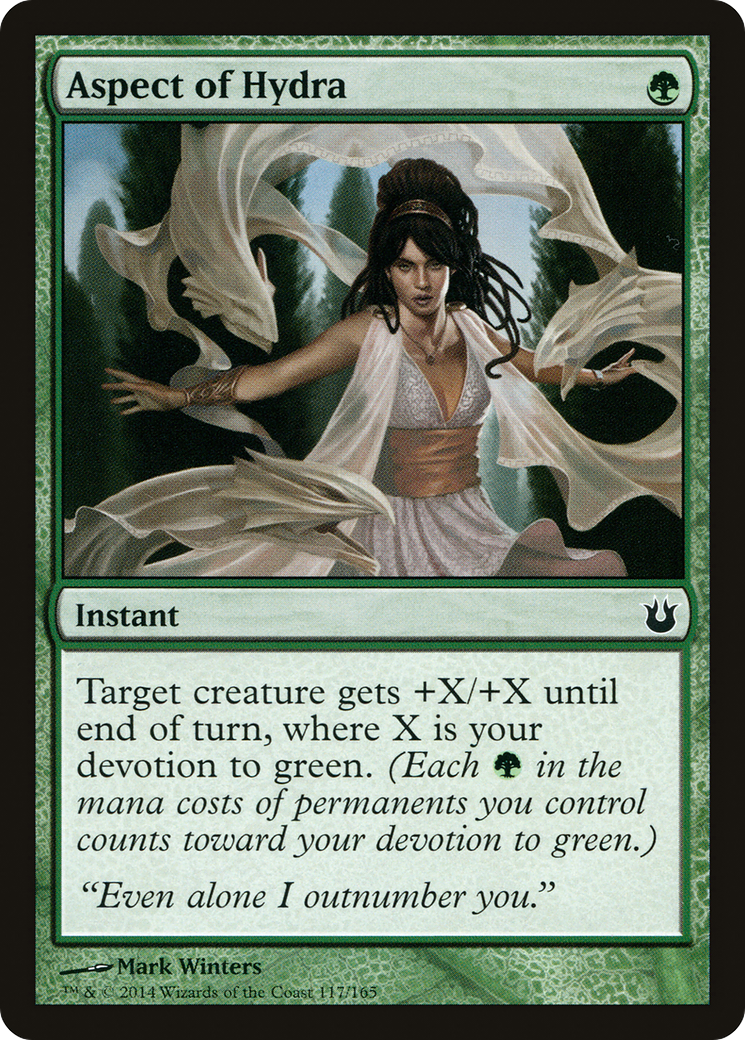 Aspect of Hydra
Instant
Target creature gets +X/+X until
end of turn, where X is your
devotion to green. (Each in the
mana costs of permanents you control
counts toward your devotion to green.)
“Even alone I outnumber you.”
Mark Winters
™ & © 2014 Wizards of the Coast 117/165